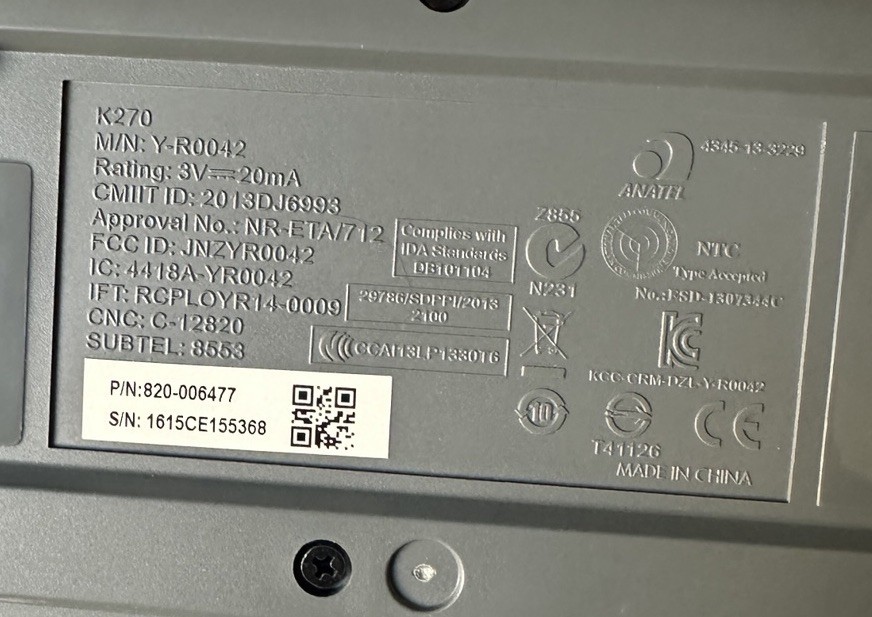 K270
M/N: Y-R0042
Rating: 3V⎓20mA
CMIIT ID: 2013DJ6993
Approval No.: NR-ETA/712
FCC ID: JNZYR0042
IC: 4418A-YR0042
IFT: RCPLOYR14-0009
CNC: C-12820
SUBTEL: 8553
P/N:820-006477
S/N: 1615CE155368
Complies with
IDA Standards
DB107104
29786/SDPPI/2013
2100
CCAI13LP1330T6
Z855
N231
10
ANATEL
4345-13-3229
NTC
Type Accepted
No.:ESD-1307344C
KCC-CRM-DZL-Y-R0042
T41126
CE
MADE IN CHINA